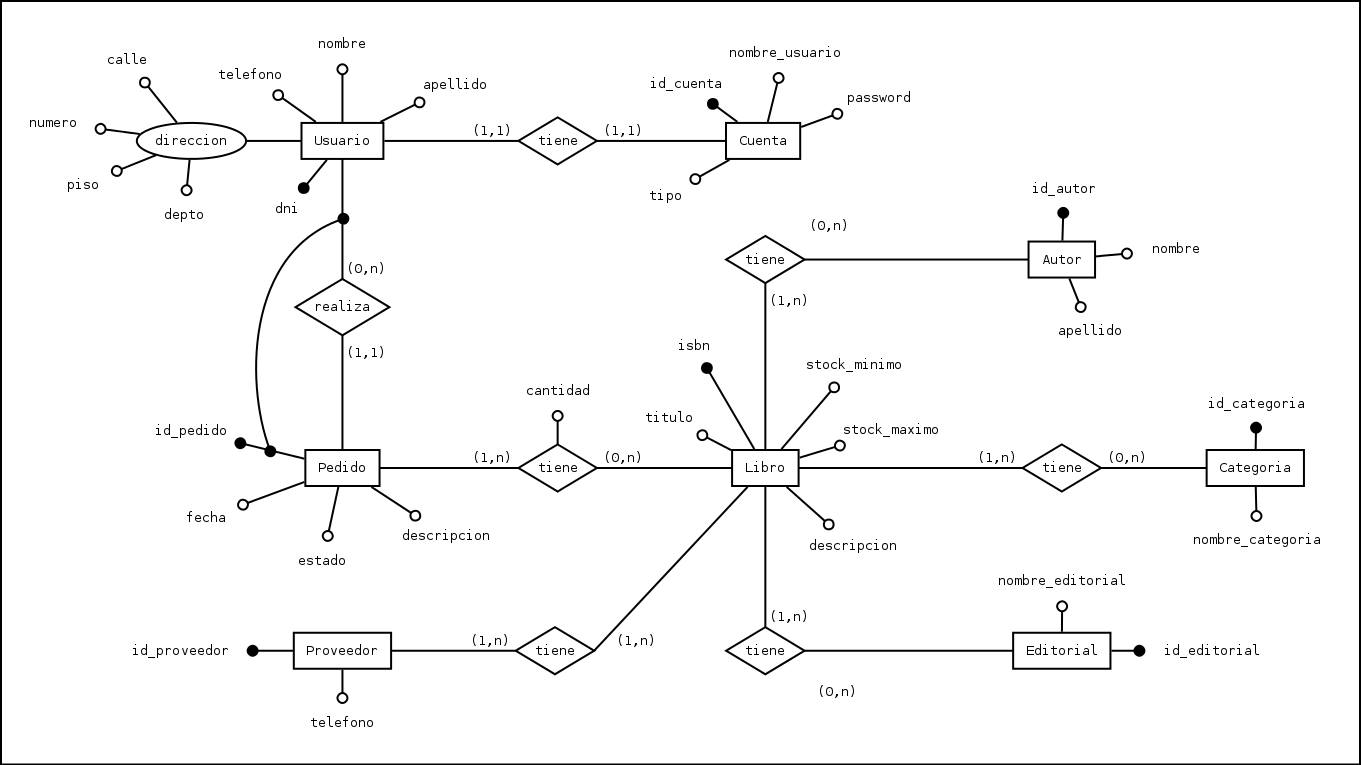 nombre
nombre_usuario
calle
telefono
apellido
id_cuenta
password
numero
direccion
Usuario
(1,1)
tiene
(1,1)
Cuenta
piso
depto
dni
tipo
id_autor
(0,n)
nombre
tiene
Autor
(0,n)
realiza
(1,n)
apellido
(1,1)
isbn
stock_minimo
cantidad
id_categoria
titulo
stock_maximo
id_pedido
Pedido
(1,n)
tiene
(0,n)
Libro
(1,n)
tiene
(0,n)
Categoria
fecha
descripcion
estado
descripcion
nombre_categoria
nombre_editorial
(1,n)
id_proveedor
Proveedor
(1,n)
tiene
(1,n)
tiene
Editorial
id_editorial
(0,n)
telefono